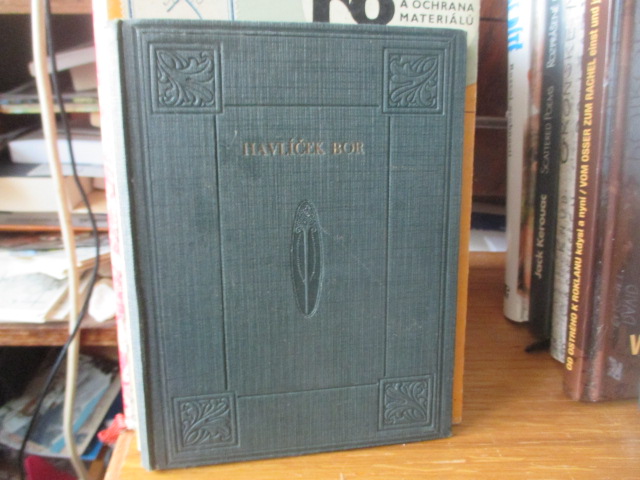 A OCHRANA
MATERIÁLŮ
HAVLÍČEK BOR
Jack Kerouac SCATTERED POEMS
OD OSTRÉHO K ROKLANU kdysi a nyní / VOM OSSER ZUM RACHEL einst und